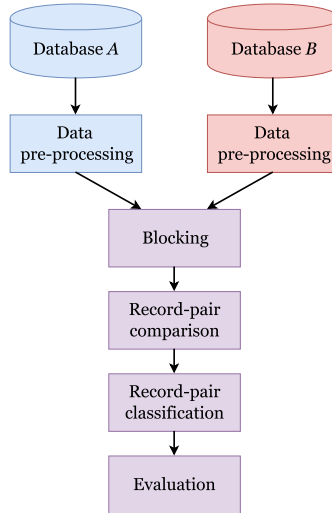 Database A
Database B
Data
pre-processing
Data
pre-processing
Blocking
Record-pair
comparison
Record-pair
classification
Evaluation